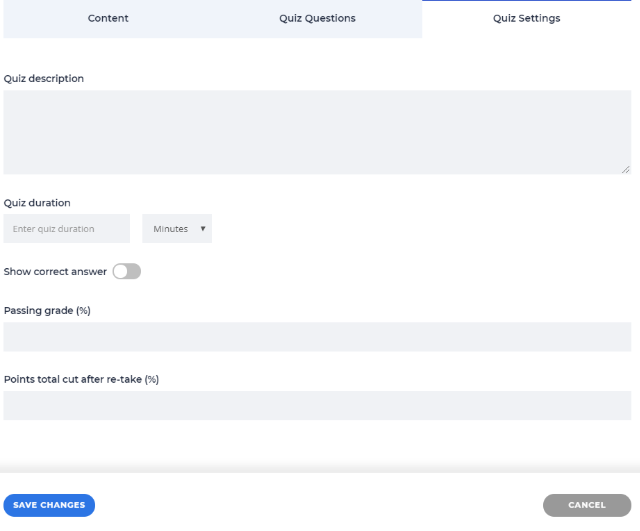 Content
Quiz Questions
Quiz Settings
Quiz description
Quiz duration
Enter quiz duration
Minutes
Show correct answer
Passing grade (%)
Points total cut after re-take (%)
SAVE CHANGES
CANCEL